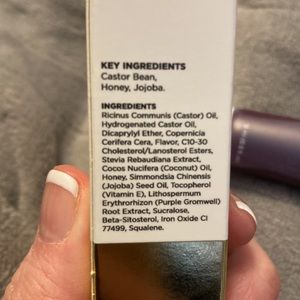 KEY INGREDIENTS
Castor Bean,
Honey, Jojoba.
INGREDIENTS
Ricinus Communis (Castor) Oil,
Hydrogenated Castor Oil,
Dicaprylyl Ether, Copernicia
Cerifera Cera, Flavor, C10-30
Cholesterol/Lanosterol Esters,
Stevia Rebaudiana Extract,
Cocos Nucifera (Coconut) Oil,
Honey, Simmondsia Chinensis
(Jojoba) Seed Oil, Tocopherol
(Vitamin E), Lithospermum
Erythrorhizon (Purple Gromwell)
Root Extract, Sucralose,
Beta-Sitosterol, Iron Oxide CI
77499, Squalene.